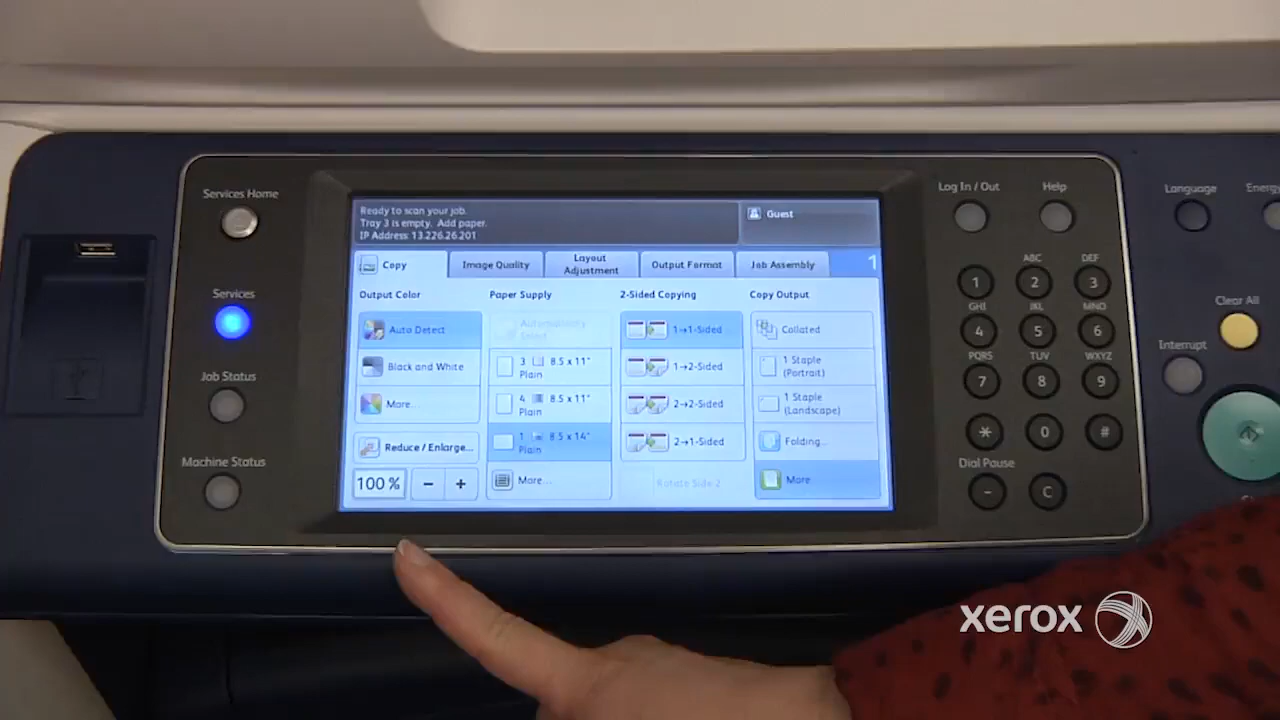 Services Home
Services
Job Status
Machine Status
Ready to scan your job.
Tray 3 is empty. Add paper.
IP Address: 13.226.26.201
Guest
Copy
Image Quality
Layout
Adjustment
Output Format
Job Assembly
1
Output Color
Auto Detect
Black and White
More...
Reduce / Enlarge...
100 %
−
+
Paper Supply
Automatically
Select
3 8.5 x 11"
Plain
4 8.5 x 11"
Plain
1 8.5 x 14"
Plain
More...
2-Sided Copying
1→1-Sided
1→2-Sided
2→2-Sided
2→1-Sided
Rotate Side 2
Copy Output
Collated
1 Staple
(Portrait)
1 Staple
(Landscape)
Folding...
More
Log In / Out
Help
ABC
DEF
1
2
3
GHI
JKL
MNO
4
5
6
PQRS
TUV
WXYZ
7
8
9
*
0
#
Dial Pause
-
C
Language
Clear All
Interrupt
xerox